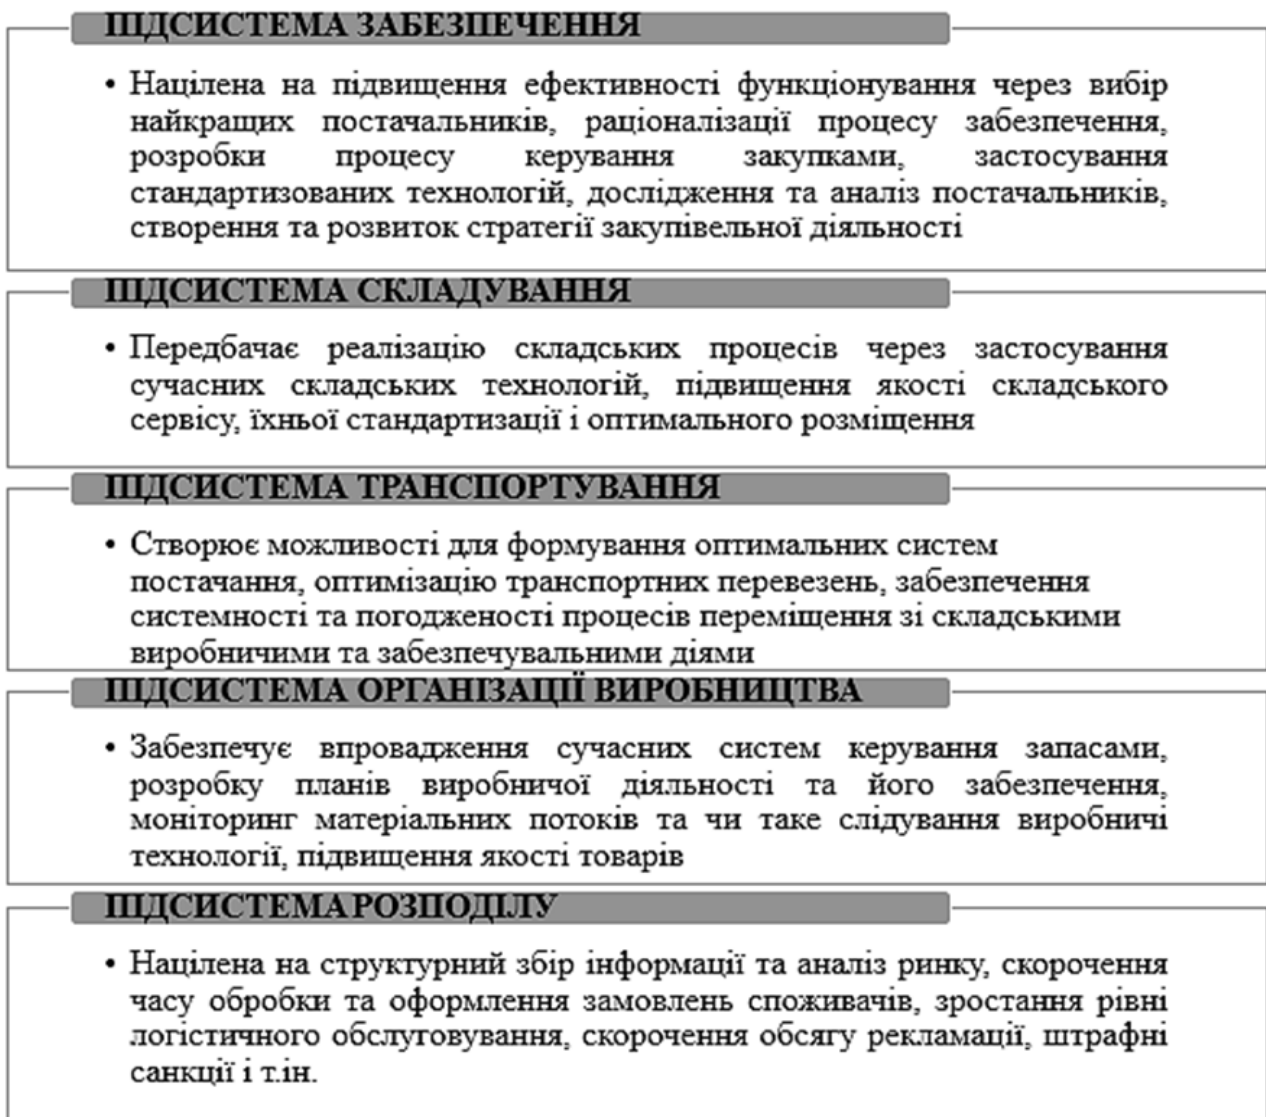 ПІДСИСТЕМА ЗАБЕЗПЕЧЕННЯ
• Націлена на підвищення ефективності функціонування через вибір
найкращих постачальників, раціоналізації процесу забезпечення,
розробки процесу керування закупками, застосування
стандартизованих технологій, дослідження та аналіз постачальників,
створення та розвиток стратегії закупівельної діяльності
ПІДСИСТЕМА СКЛАДУВАННЯ
• Передбачає реалізацію складських процесів через застосування
сучасних складських технологій, підвищення якості складського
сервісу, їхньої стандартизації і оптимального розміщення
ПІДСИСТЕМА ТРАНСПОРТУВАННЯ
• Створює можливості для формування оптимальних систем
постачання, оптимізацію транспортних перевезень, забезпечення
системності та погодженості процесів переміщення зі складськими
виробничими та забезпечувальними діями
ПІДСИСТЕМА ОРГАНІЗАЦІЇ ВИРОБНИЦТВА
• Забезпечує впровадження сучасних систем керування запасами,
розробку планів виробничої діяльності та його забезпечення,
моніторинг матеріальних потоків та чи таке слідування виробничі
технології, підвищення якості товарів
ПІДСИСТЕМА РОЗПОДІЛУ
• Націлена на структурний збір інформації та аналіз ринку, скорочення
часу обробки та оформлення замовлень споживачів, зростання рівні
логістичного обслуговування, скорочення обсягу рекламації, штрафні
санкції і т.ін.